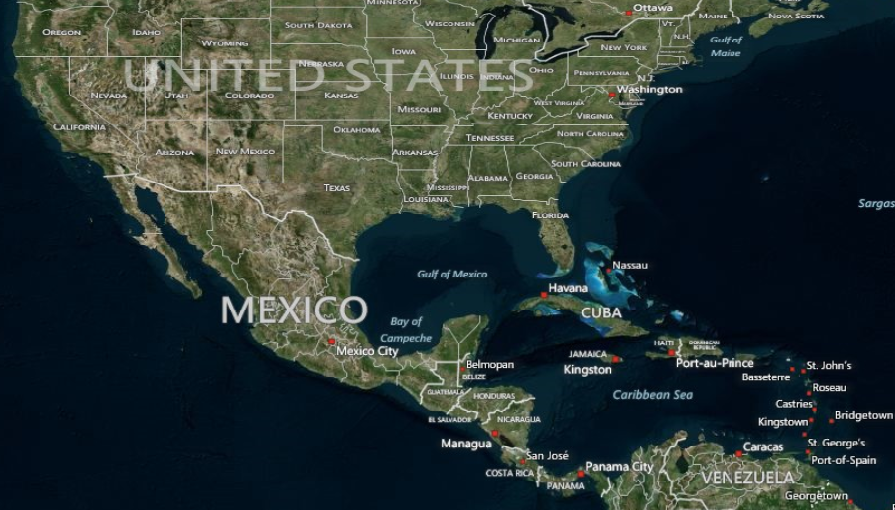 MINNESOTA
Ottawa
MAINE
NOVA SCOTIA
OREGON
IDAHO
SOUTH DAKOTA
WISCONSIN
VT.
N.H.
WYOMING
MICHIGAN
Gulf of
Maine
IOWA
NEW YORK
NEBRASKA
UNITED STATES
ILLINOIS
INDIANA
OHIO
PENNSYLVANIA
N.J.
NEVADA
UTAH
COLORADO
KANSAS
Washington
MISSOURI
WEST VIRGINIA
MARYLAND
KENTUCKY
VIRGINIA
CALIFORNIA
OKLAHOMA
TENNESSEE
NORTH CAROLINA
ARIZONA
NEW MEXICO
ARKANSAS
SOUTH CAROLINA
TEXAS
MISSISSIPPI
ALABAMA
GEORGIA
LOUISIANA
Sargas
FLORIDA
Gulf of Mexico
Nassau
Havana
MEXICO
CUBA
Bay of
Campeche
Mexico City
HAITI
DOMINICAN
REPUBLIC
JAMAICA
Kingston
Port-au-Prince
Belmopan
BELIZE
St. John's
Basseterre
GUATEMALA
HONDURAS
Caribbean Sea
Roseau
Castries
EL SALVADOR
NICARAGUA
Kingstown
Bridgetown
Managua
St. George's
San José
Caracas
Port-of-Spain
COSTA RICA
Panama City
PANAMA
VENEZUELA
Georgetown